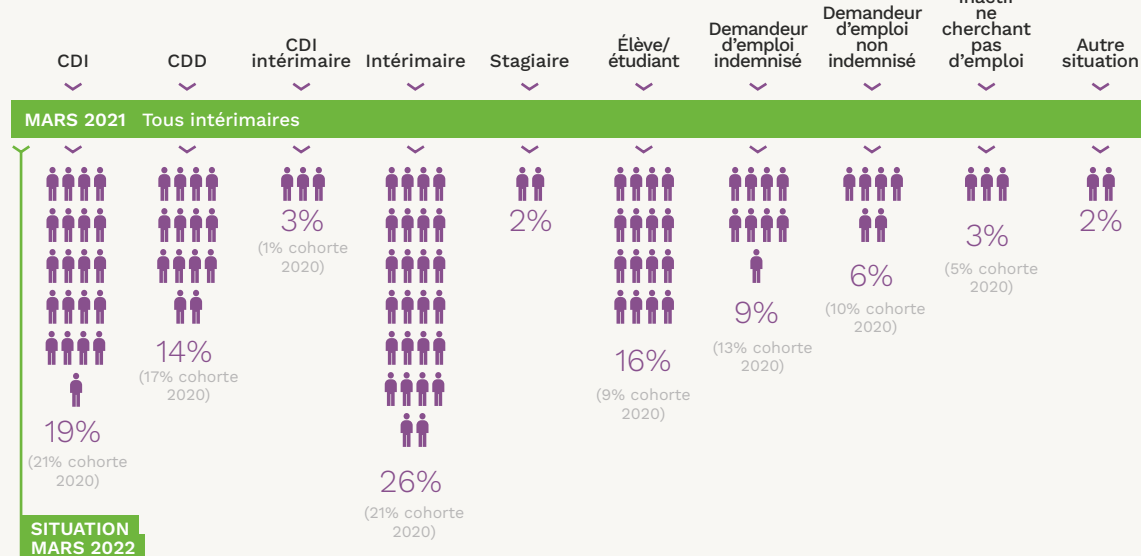 CDI
CDD
CDI
intérimaire
Intérimaire
Stagiaire
Élève/
étudiant
Demandeur
d’emploi
indemnisé
Demandeur
d’emploi
non
indemnisé
Inactif
ne
cherchant
pas
d’emploi
Autre
situation
MARS 2021 Tous intérimaires
19%
(21% cohorte
2020)
14%
(17% cohorte
2020)
3%
(1% cohorte
2020)
26%
(21% cohorte
2020)
2%
16%
(9% cohorte
2020)
9%
(13% cohorte
2020)
6%
(10% cohorte
2020)
3%
(5% cohorte
2020)
2%
SITUATION
MARS 2022